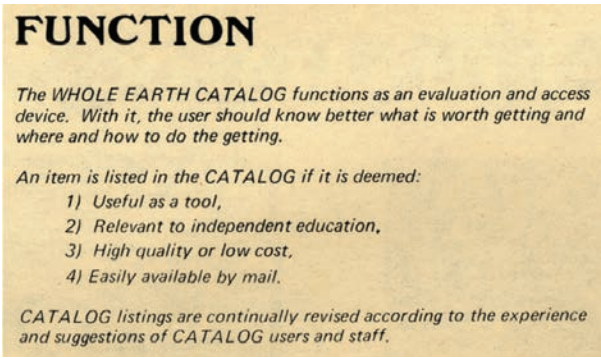 FUNCTION
The WHOLE EARTH CATALOG functions as an evaluation and access
device. With it, the user should know better what is worth getting and
where and how to do the getting.
An item is listed in the CATALOG if it is deemed:
1) Useful as a tool,
2) Relevant to independent education,
3) High quality or low cost,
4) Easily available by mail.
CATALOG listings are continually revised according to the experience
and suggestions of CATALOG users and staff.